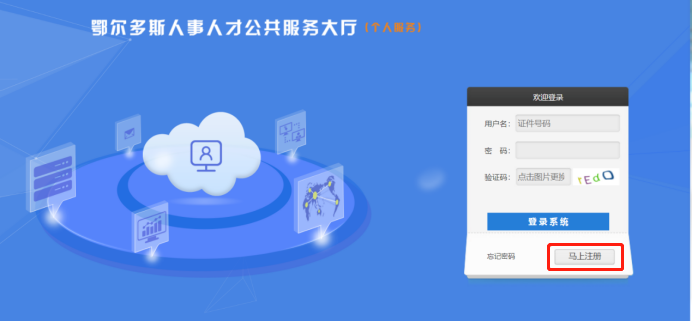 鄂尔多斯人事人才公共服务大厅(个人服务)
欢迎登录
用户名: 证件号码
密 码:
验证码: 点击图片更换 rEdO
登录系统
忘记密码 马上注册